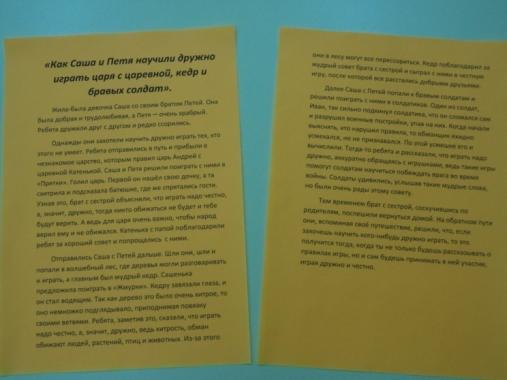 «Как Саша и Петя научили дружно
играть царя с царевной, кедр и
бравых солдат».
Жила-была девочка Саша со своим братом Петей. Она
была добрая и трудолюбивая, а Петя – очень храбрый.
Ребята дружили друг с другом и редко ссорились.
Однажды они захотели научить дружно играть тех, кто
этого не умеет. Ребята отправились в путь и прибыли в
незнакомое царство, которым правил царь Андрей с
царевной Катенькой. Саша и Петя решили поиграть с ними в
«Прятки». Голил царь. Первой он нашёл свою дочку, а та
схитрила и подсказала батюшке, где же спрятались гости.
Узнав это, брат с сестрой объяснили, что играть надо честно,
а, значит, дружно, тогда никто обижаться не будет и тебе
будут верить. А ведь для царя очень важно, чтобы народ
верил ему и не обижался. Катенька с папой поблагодарили
ребят за хороший совет и попрощались с ними.
Отправились Саша с Петей дальше. Шли они, шли и
попали в волшебный лес, где деревья могли разговаривать
и играть, а главным был мудрый кедр. Сашенька
предложила поиграть в «Жмурки». Кедру завязали глаза, и
он стал водящим. Так как дерево это было очень хитрое, то
оно немножко подглядывало, приподнимая повязку
своими ветвями. Ребята, заметив это, сказали, что играть
надо честно, а, значит, дружно, ведь хитрость, обман
обижают людей, растений, птиц и животных. Из-за этого
они в лесу могут все перессориться. Кедр поблагодарил за
мудрый совет брата с сестрой и сыграл с ними в честную
игру, после которой все расстались добрыми друзьями.
Далее Саша с Петей попали к бравым солдатам и
решили поиграть с ними в солдатиков. Один из солдат,
Иван, так сильно подкинул солдатика, что он сломался сам
и разрушил военные постройки, упав на них. Когда начали
выяснять, кто нарушил правила, то обманщик ехидно
усмехался, но не признавался. По этой усмешке его и
вычислили. Тогда-то ребята и рассказали, что играть надо
дружно, аккуратно обращаясь с игроками, ведь такие игры
помогут солдатам научиться побеждать врага во время
войны. Солдаты удивились, услышав такие мудрые слова,
но были очень рады этому совету.
Тем временем брат с сестрой, соскучившись по
родителям, поспешили вернуться домой. На обратном пути
они, вспоминая своё путешествие, решили, что, если
захочешь научить кого-нибудь дружно играть, то это
получится тогда, когда ты не только будешь рассказывать о
правилах игры, но и сам будешь принимать в ней участие,
играя дружно и честно.